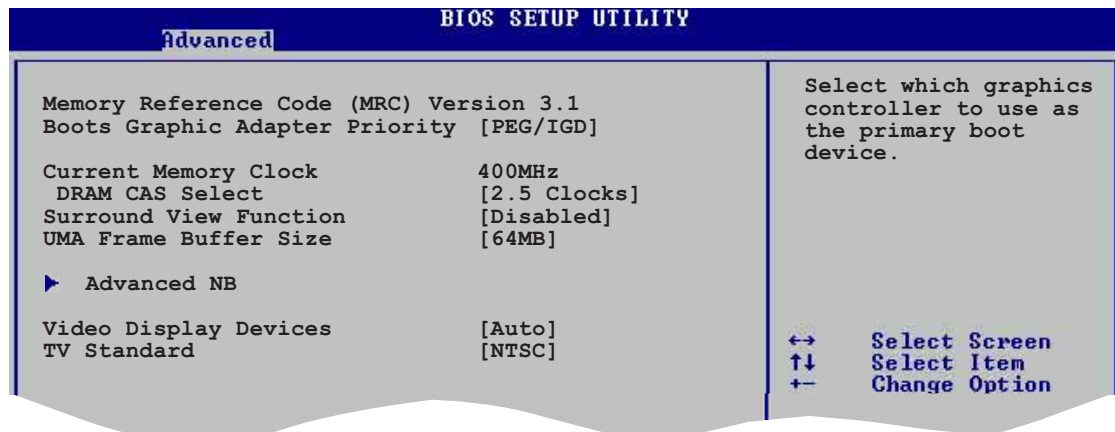 BIOS SETUP UTILITY
Advanced
Memory Reference Code (MRC) Version 3.1
Boots Graphic Adapter Priority [PEG/IGD]
Current Memory Clock 400MHz
DRAM CAS Select [2.5 Clocks]
Surround View Function [Disabled]
UMA Frame Buffer Size [64MB]
Advanced NB
Video Display Devices [Auto]
TV Standard [NTSC]
Select which graphics
controller to use as
the primary boot
device.
←→ Select Screen
↑↓ Select Item
+- Change Option